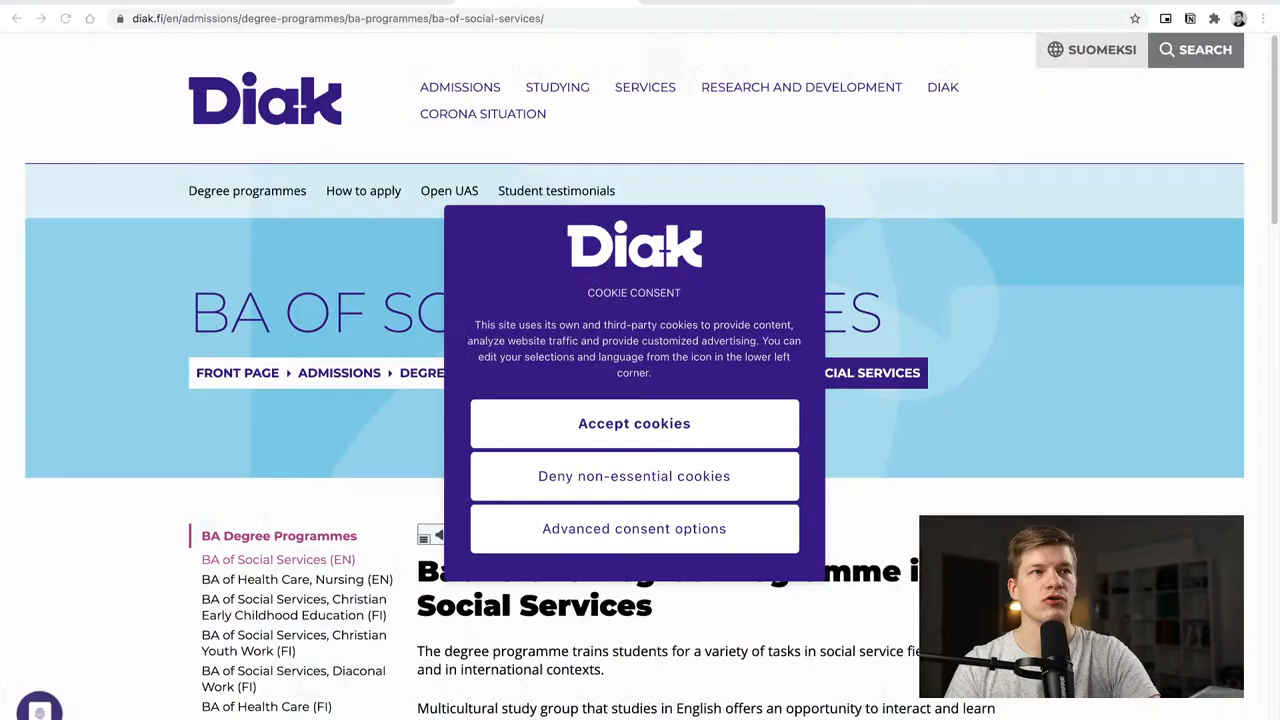 diak.fi/en/admissions/degree-programmes/ba-programmes/ba-of-social-services/
SUOMEKSI
SEARCH
Diak
ADMISSIONS STUDYING SERVICES RESEARCH AND DEVELOPMENT DIAK
CORONA SITUATION
Degree programmes How to apply Open UAS Student testimonials
Diak
COOKIE CONSENT
This site uses its own and third-party cookies to provide content,
analyze website traffic and provide customized advertising. You can
edit your selections and language from the icon in the lower left
corner.
Accept cookies
Deny non-essential cookies
Advanced consent options
BA OF
FRONT PAGE ADMISSIONS
SERVICES
BA Degree Programmes
BA of Social Services (EN)
BA of Health Care, Nursing (EN)
BA of Social Services, Christian
Early Childhood Education (FI)
BA of Social Services, Christian
Youth Work (FI)
BA of Social Services, Diaconal
Work (FI)
BA of Health Care (FI)
Social Services
The degree programme trains students for a variety of tasks in social service
and in international contexts.
Multicultural study group that studies in English offers an opportunity to interact and learn